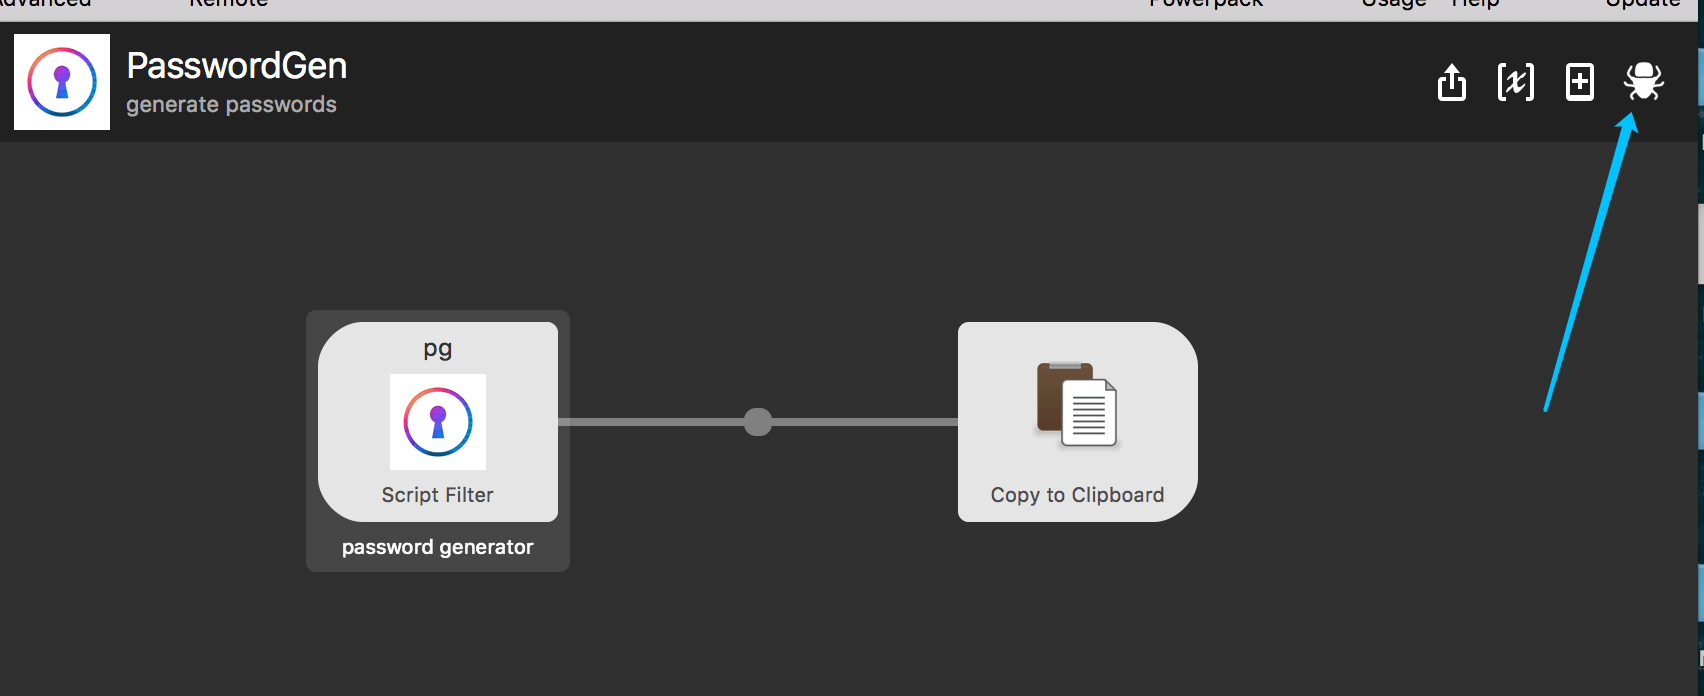 Advanced Remote Powerpack Usage Help Update
PasswordGen
generate passwords
[x]
pg
Script Filter
Copy to Clipboard
password generator